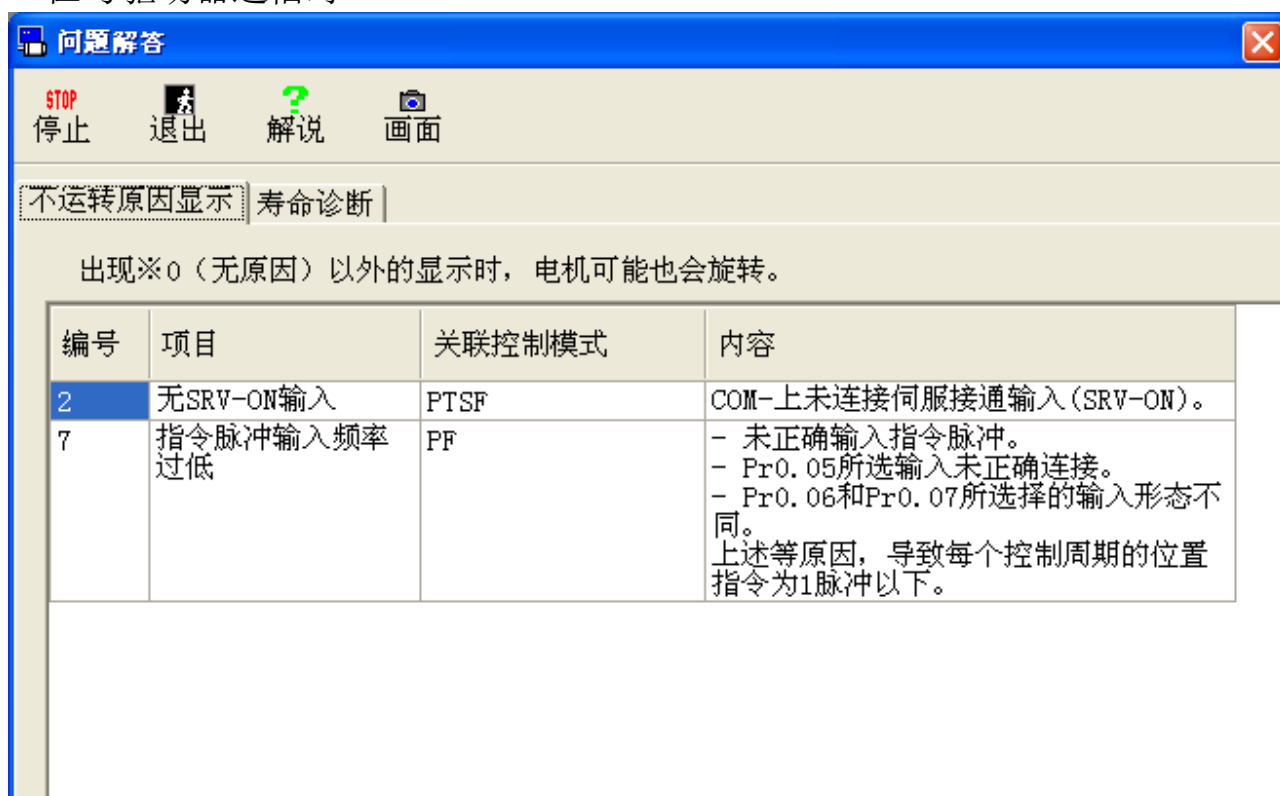 问题解答
STOP
停止 退出 解说 画面
不运转原因显示 寿命诊断
出现※0（无原因）以外的显示时，电机可能也会旋转。
编号 项目 关联控制模式 内容
2 无SRV-ON输入 PTSF COM-上未连接伺服接通输入(SRV-ON)。
7 指令脉冲输入频率 PF - 未正确输入指令脉冲。
过低 - Pr0.05所选输入未正确连接。
- Pr0.06和Pr0.07所选择的输入形态不
同。
上述等原因，导致每个控制周期的位置
指令为1脉冲以下。